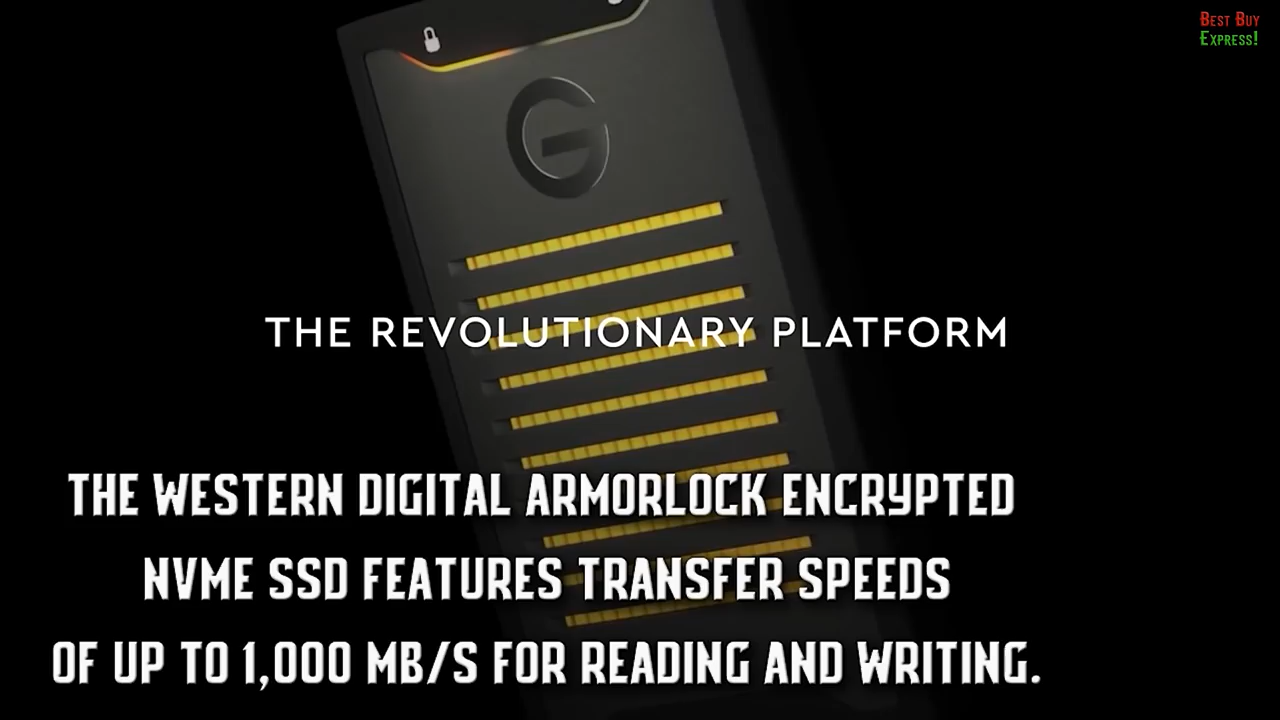 BEST BUY
EXPRESS!
G
THE REVOLUTIONARY PLATFORM
THE WESTERN DIGITAL ARMORLOCK ENCRYPTED
NVME SSD FEATURES TRANSFER SPEEDS
OF UP TO 1,000 MB/S FOR READING AND WRITING.